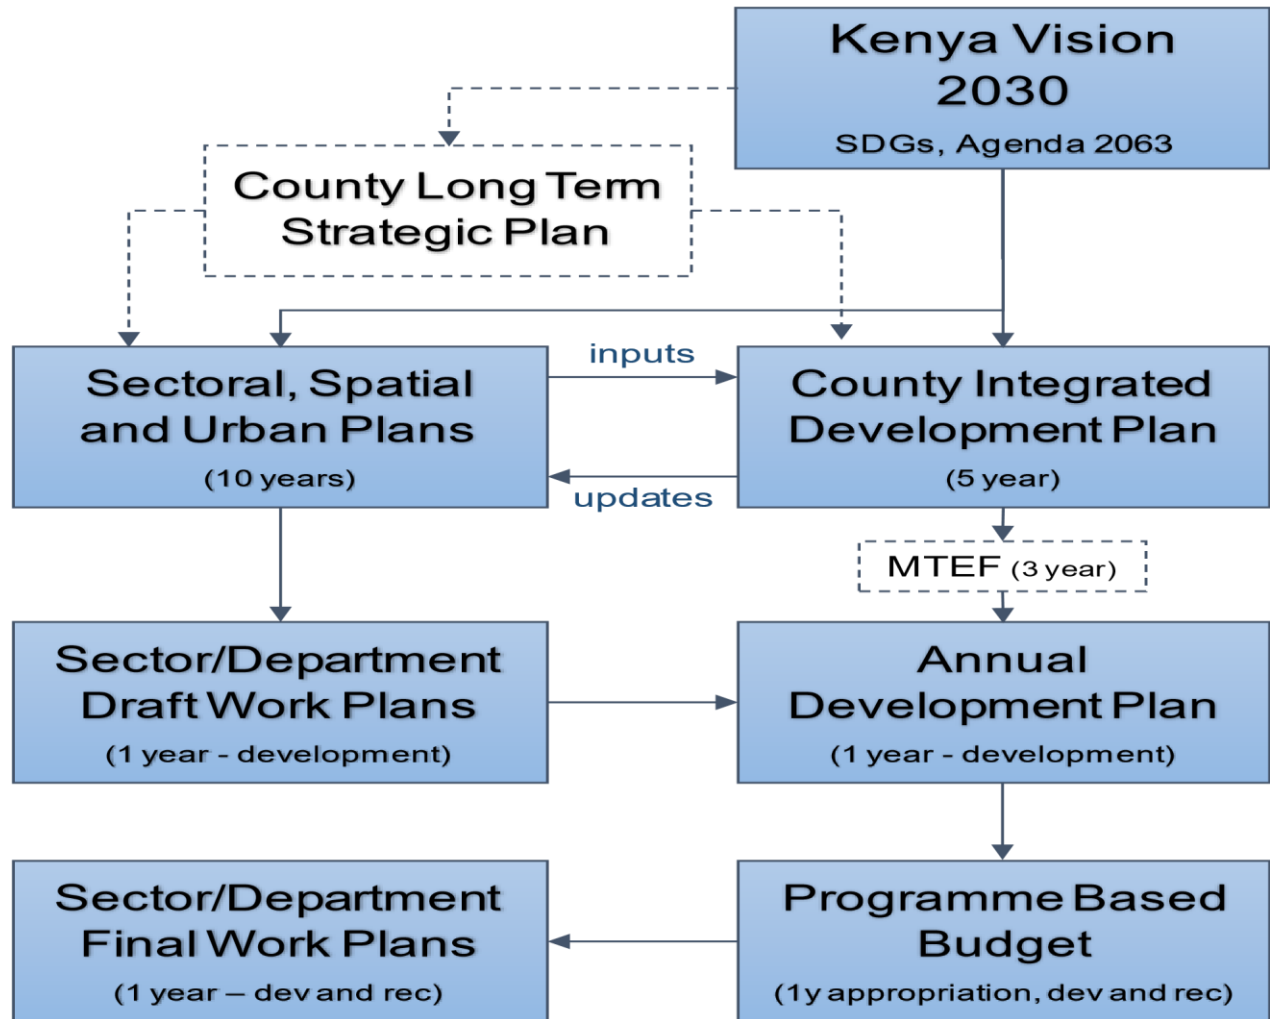 Kenya Vision
2030
SDGs, Agenda 2063
County Long Term
Strategic Plan
Sectoral, Spatial
and Urban Plans
(10 years)
inputs
updates
County Integrated
Development Plan
(5 year)
MTEF (3 year)
Sector/Department
Draft Work Plans
(1 year - development)
Annual
Development Plan
(1 year - development)
Sector/Department
Final Work Plans
(1 year – dev and rec)
Programme Based
Budget
(1y appropriation, dev and rec)